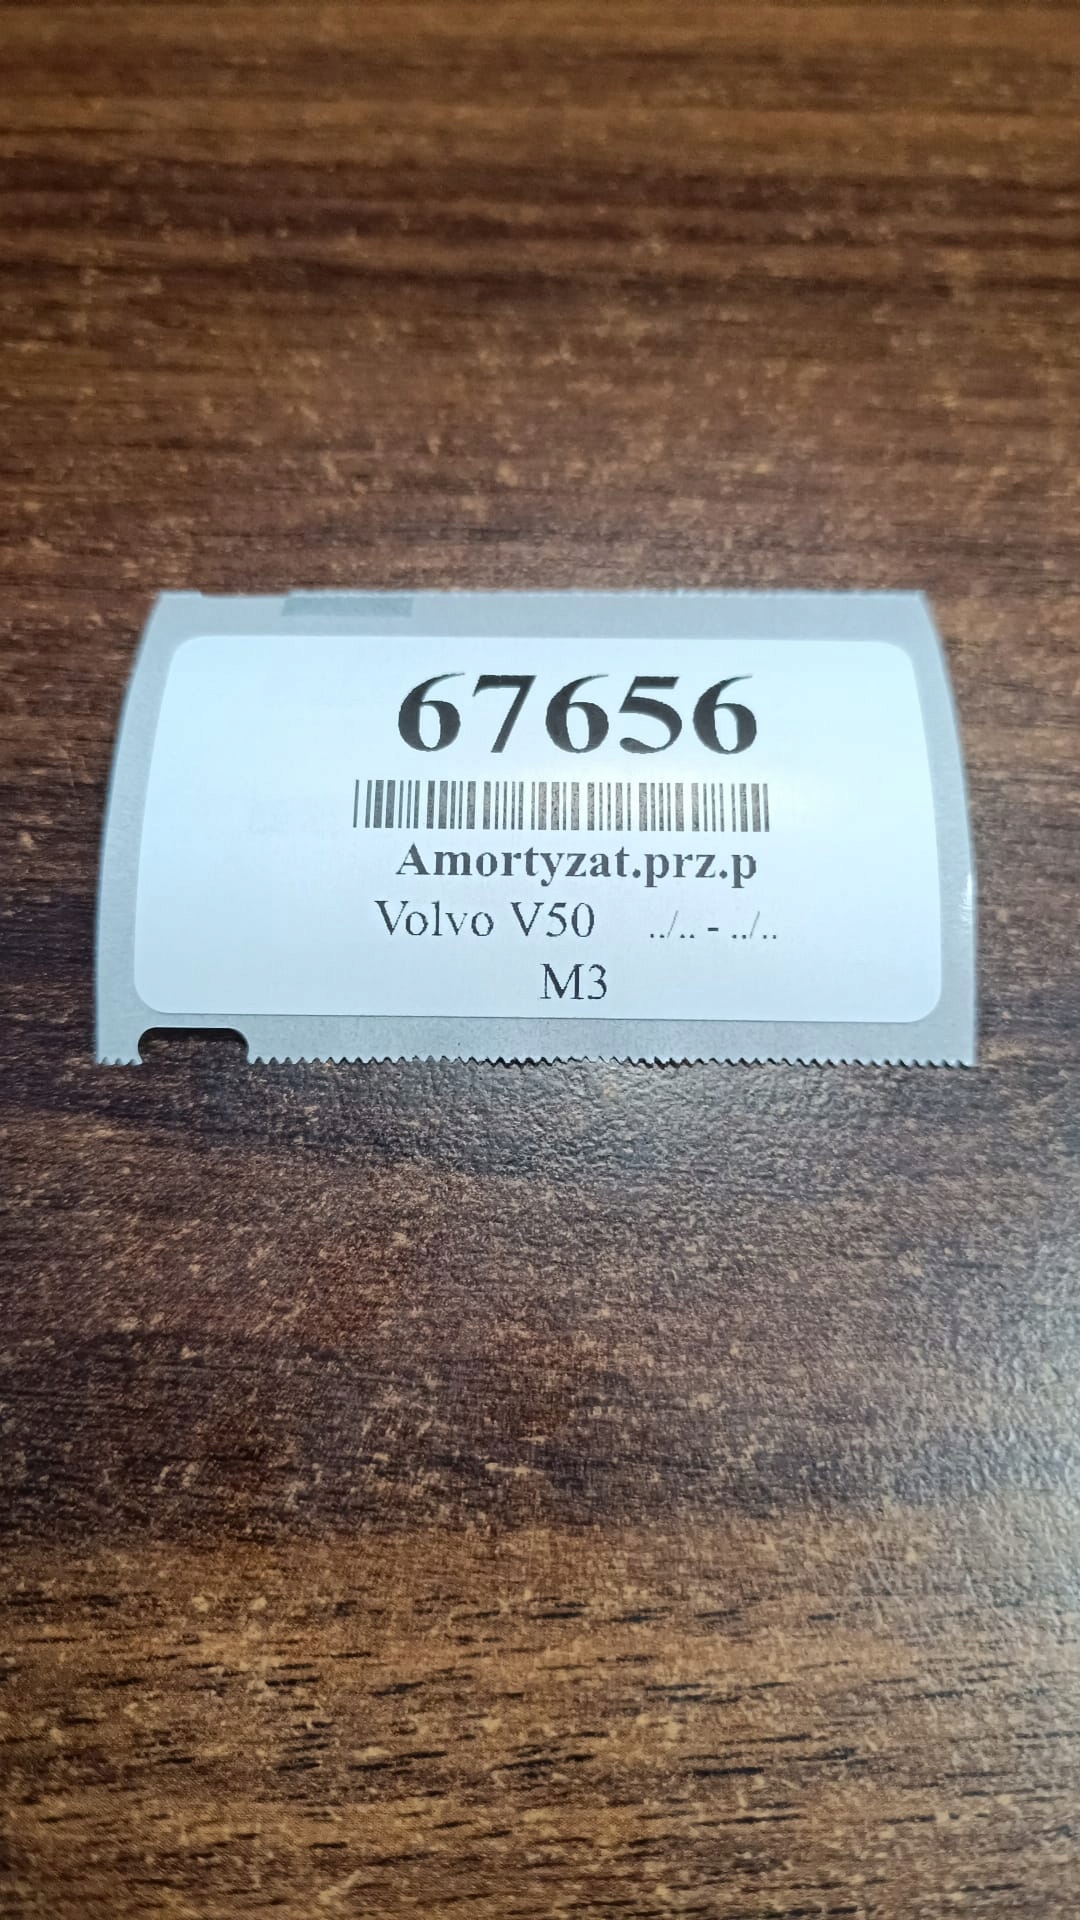 67656
Amortyzat.prz.p
Volvo V50 ../.. - ../..
M3